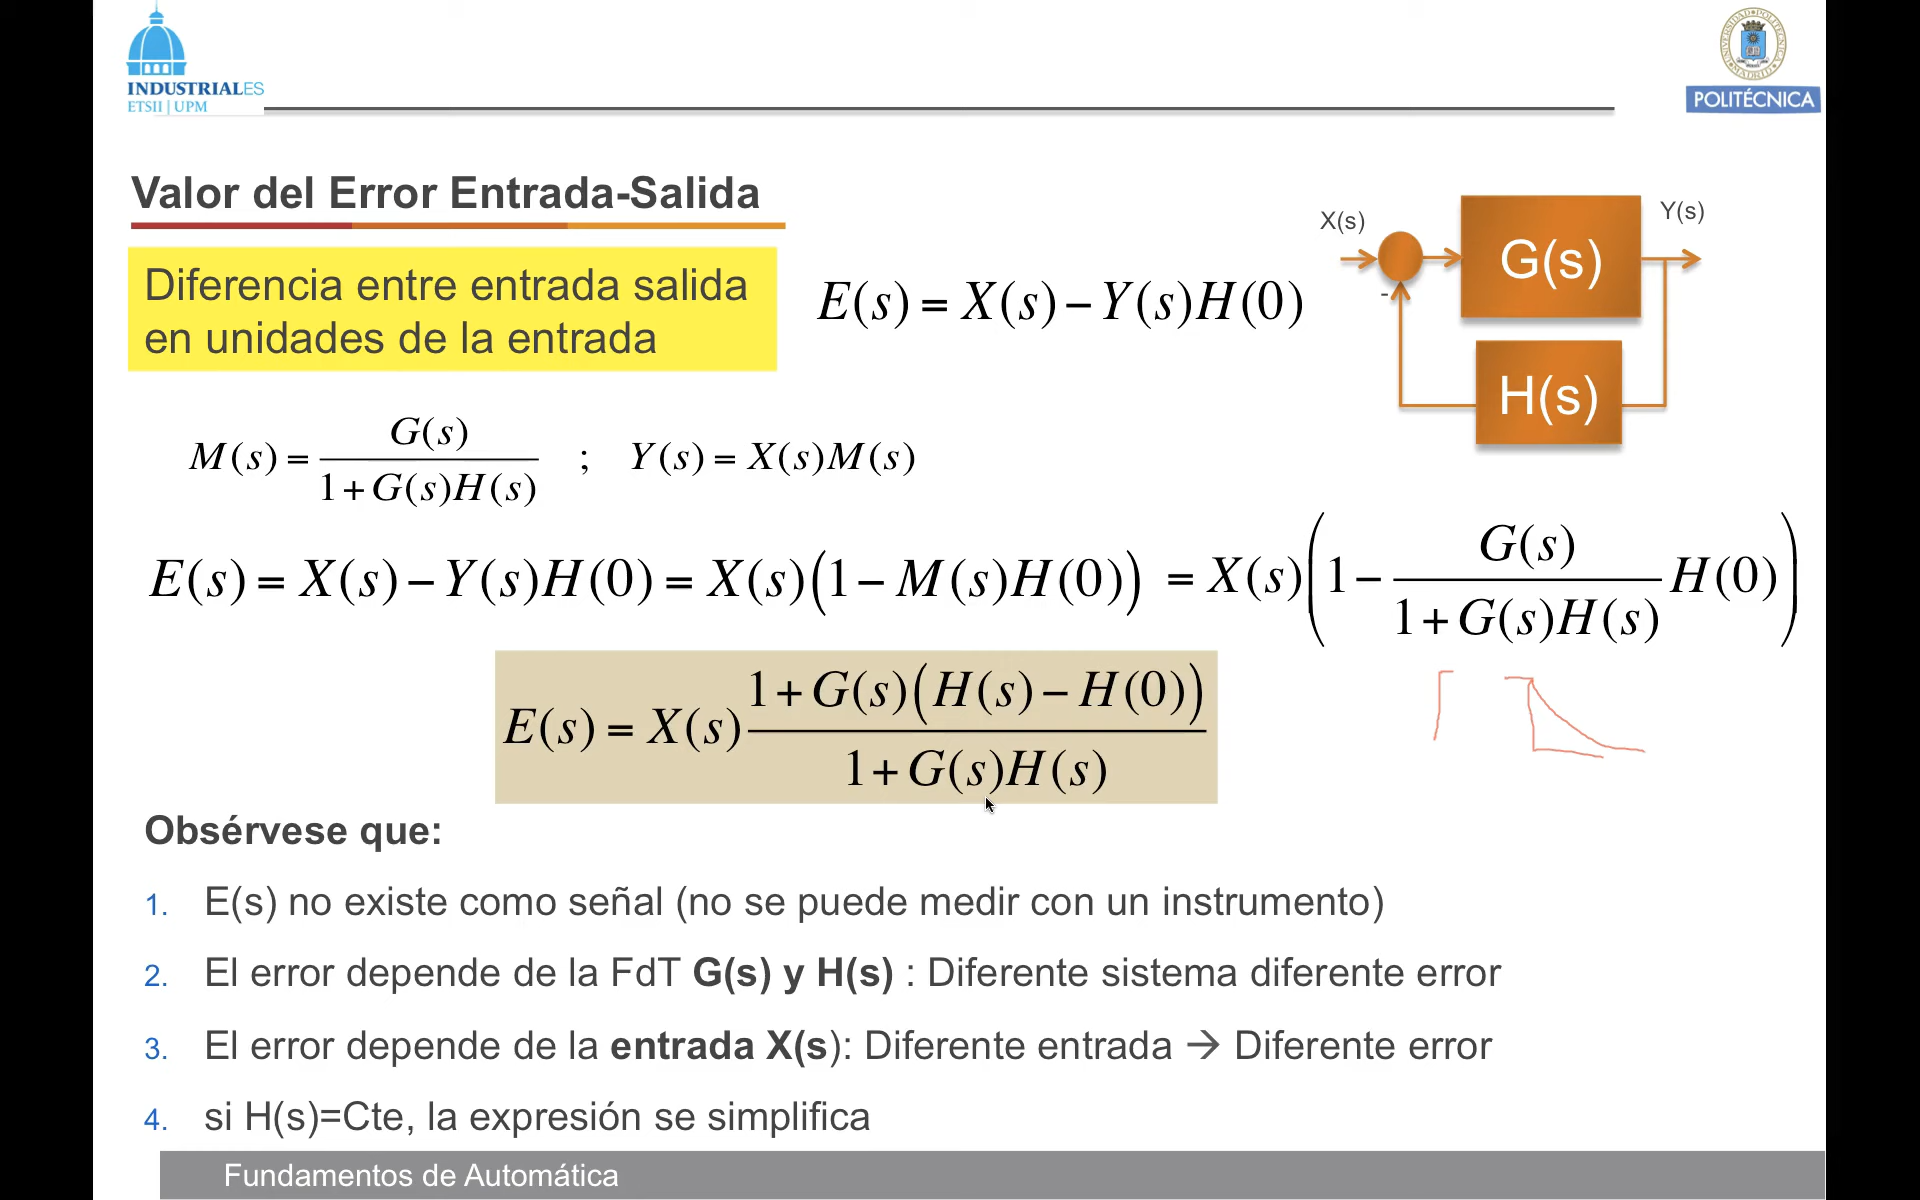 INDUSTRIALES
ETSII | UPM
UNIVERSIDAD POLITÉCNICA MADRID
POLITÉCNICA
Valor del Error Entrada-Salida
Diferencia entre entrada salida
en unidades de la entrada
E(s) = X(s) − Y(s)H(0)
X(s)
Y(s)
G(s)
-
H(s)
M(s) = G(s) / (1 + G(s)H(s)) ; Y(s) = X(s)M(s)
E(s) = X(s) − Y(s)H(0) = X(s)(1 − M(s)H(0)) = X(s)(1 − G(s) / (1 + G(s)H(s)) H(0))
E(s) = X(s) (1 + G(s)(H(s) − H(0))) / (1 + G(s)H(s))
Obsérvese que:
1. E(s) no existe como señal (no se puede medir con un instrumento)
2. El error depende de la FdT G(s) y H(s) : Diferente sistema diferente error
3. El error depende de la entrada X(s): Diferente entrada → Diferente error
4. si H(s)=Cte, la expresión se simplifica
Fundamentos de Automática